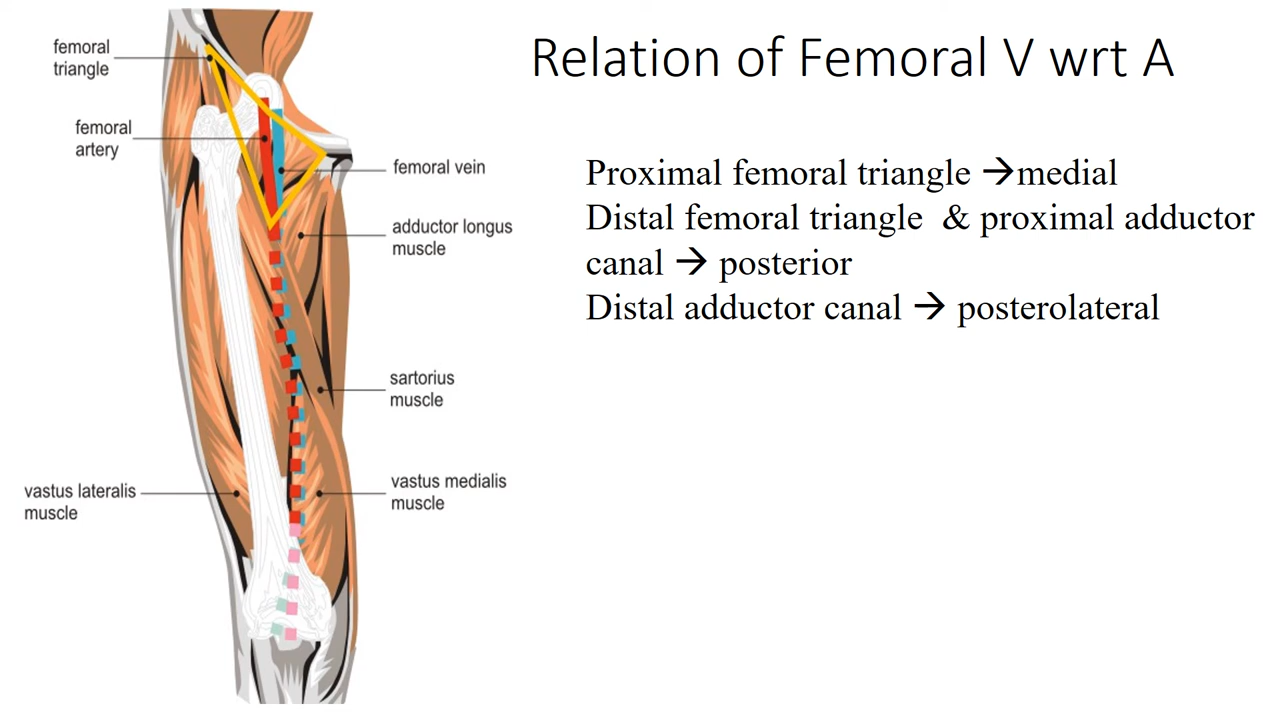 Relation of Femoral V wrt A
femoral
triangle
femoral
artery
femoral vein
adductor longus
muscle
sartorius
muscle
vastus lateralis
muscle
vastus medialis
muscle
Proximal femoral triangle →medial
Distal femoral triangle & proximal adductor
canal → posterior
Distal adductor canal → posterolateral